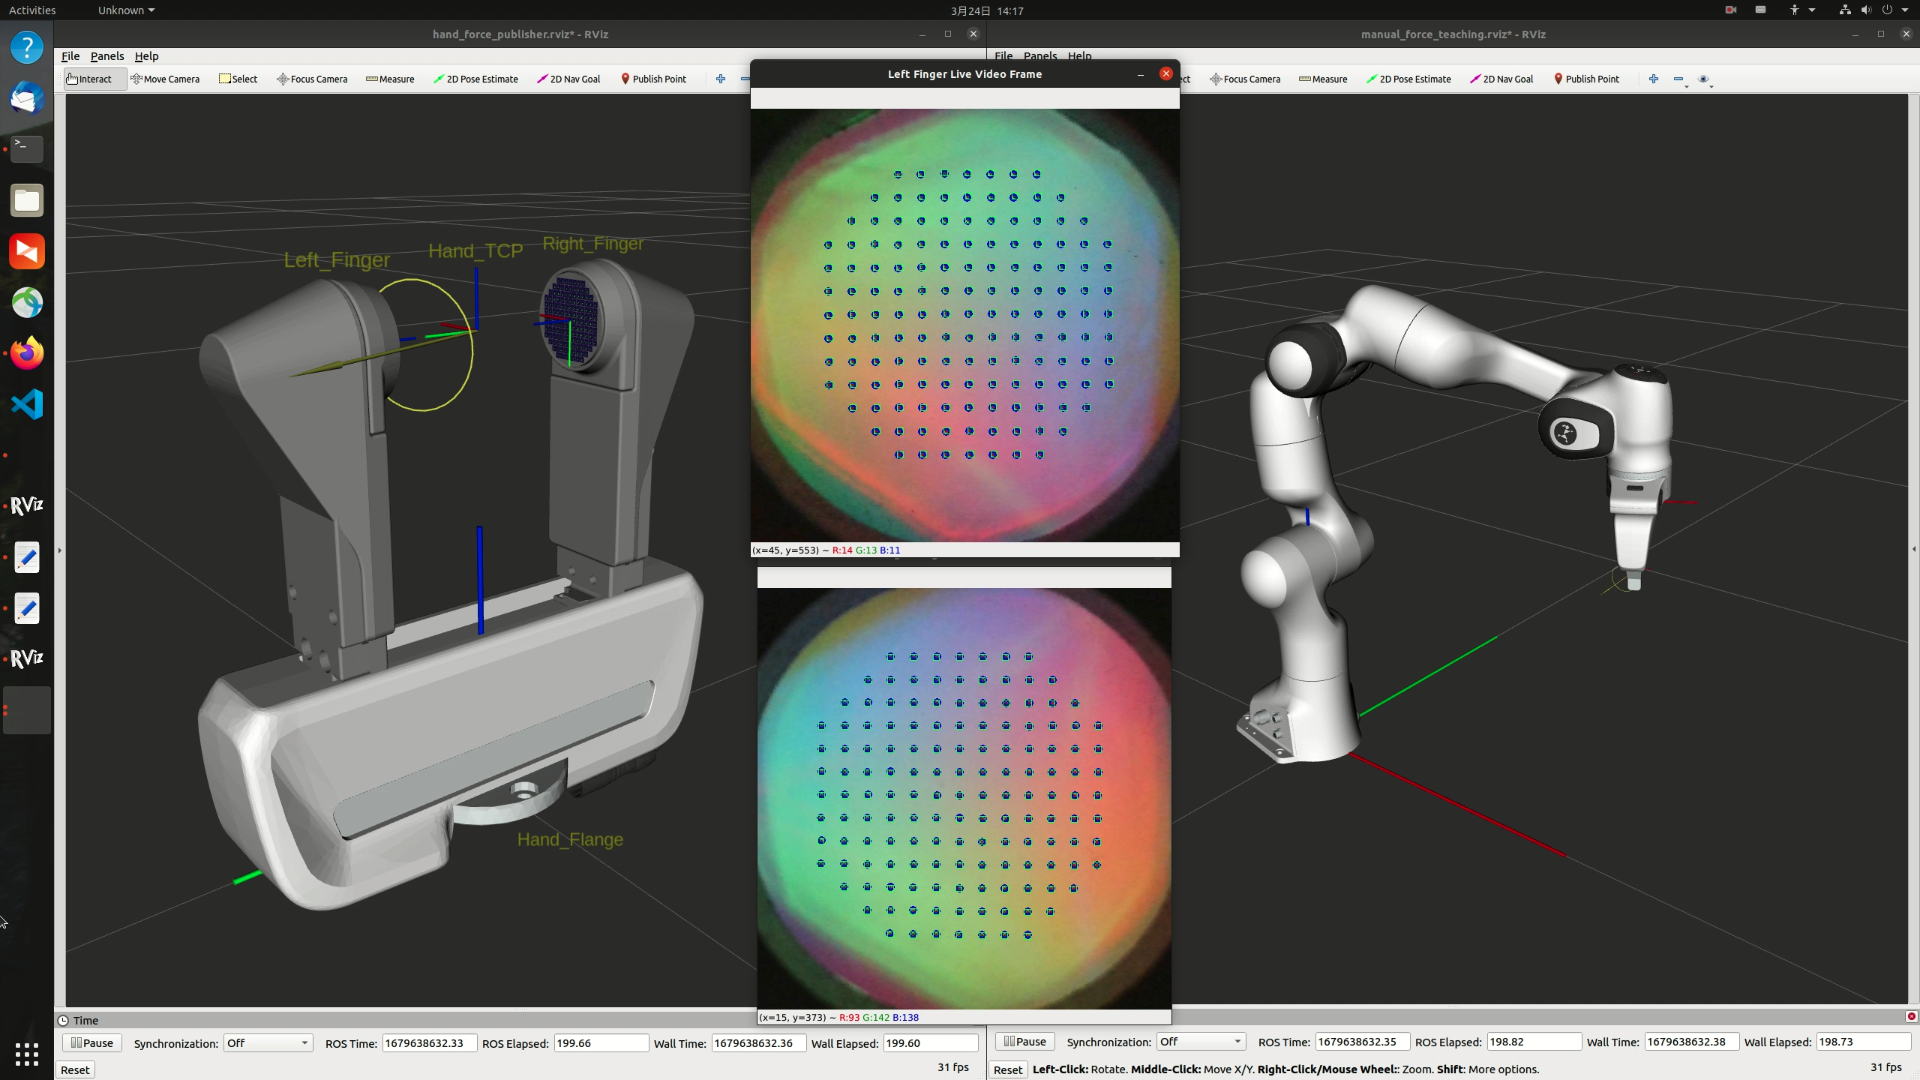 Activities
Unknown
3月24日 14:17
hand_force_publisher.rviz* - RViz
manual_force_teaching.rviz* - RViz
File Panels Help
File Panels Help
Interact Move Camera Select Focus Camera Measure 2D Pose Estimate 2D Nav Goal Publish Point
Focus Camera Measure 2D Pose Estimate 2D Nav Goal Publish Point
Left Finger Live Video Frame
Left_Finger
Hand_TCP
Right_Finger
Hand_Flange
(x=45, y=553) ~ R:14 G:13 B:11
(x=15, y=373) ~ R:93 G:142 B:138
RViz
RViz
Time
Pause Synchronization: Off ROS Time: 1679638632.33 ROS Elapsed: 199.66 Wall Time: 1679638632.36 Wall Elapsed: 199.60
Reset
31 fps
Pause Synchronization: Off ROS Time: 1679638632.35 ROS Elapsed: 198.82 Wall Time: 1679638632.38 Wall Elapsed: 198.73
Reset Left-Click: Rotate. Middle-Click: Move X/Y. Right-Click/Mouse Wheel:: Zoom. Shift: More options.
31 fps